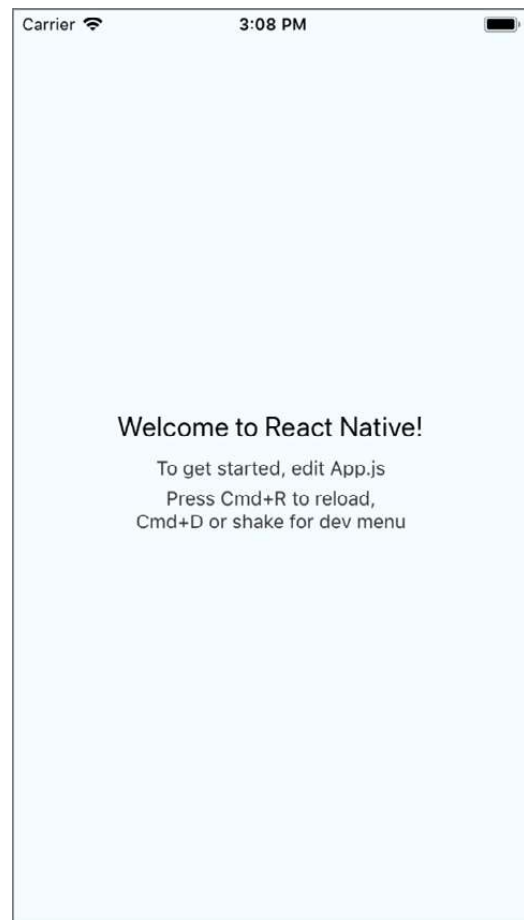 Carrier 3:08 PM
Welcome to React Native!
To get started, edit App.js
Press Cmd+R to reload,
Cmd+D or shake for dev menu